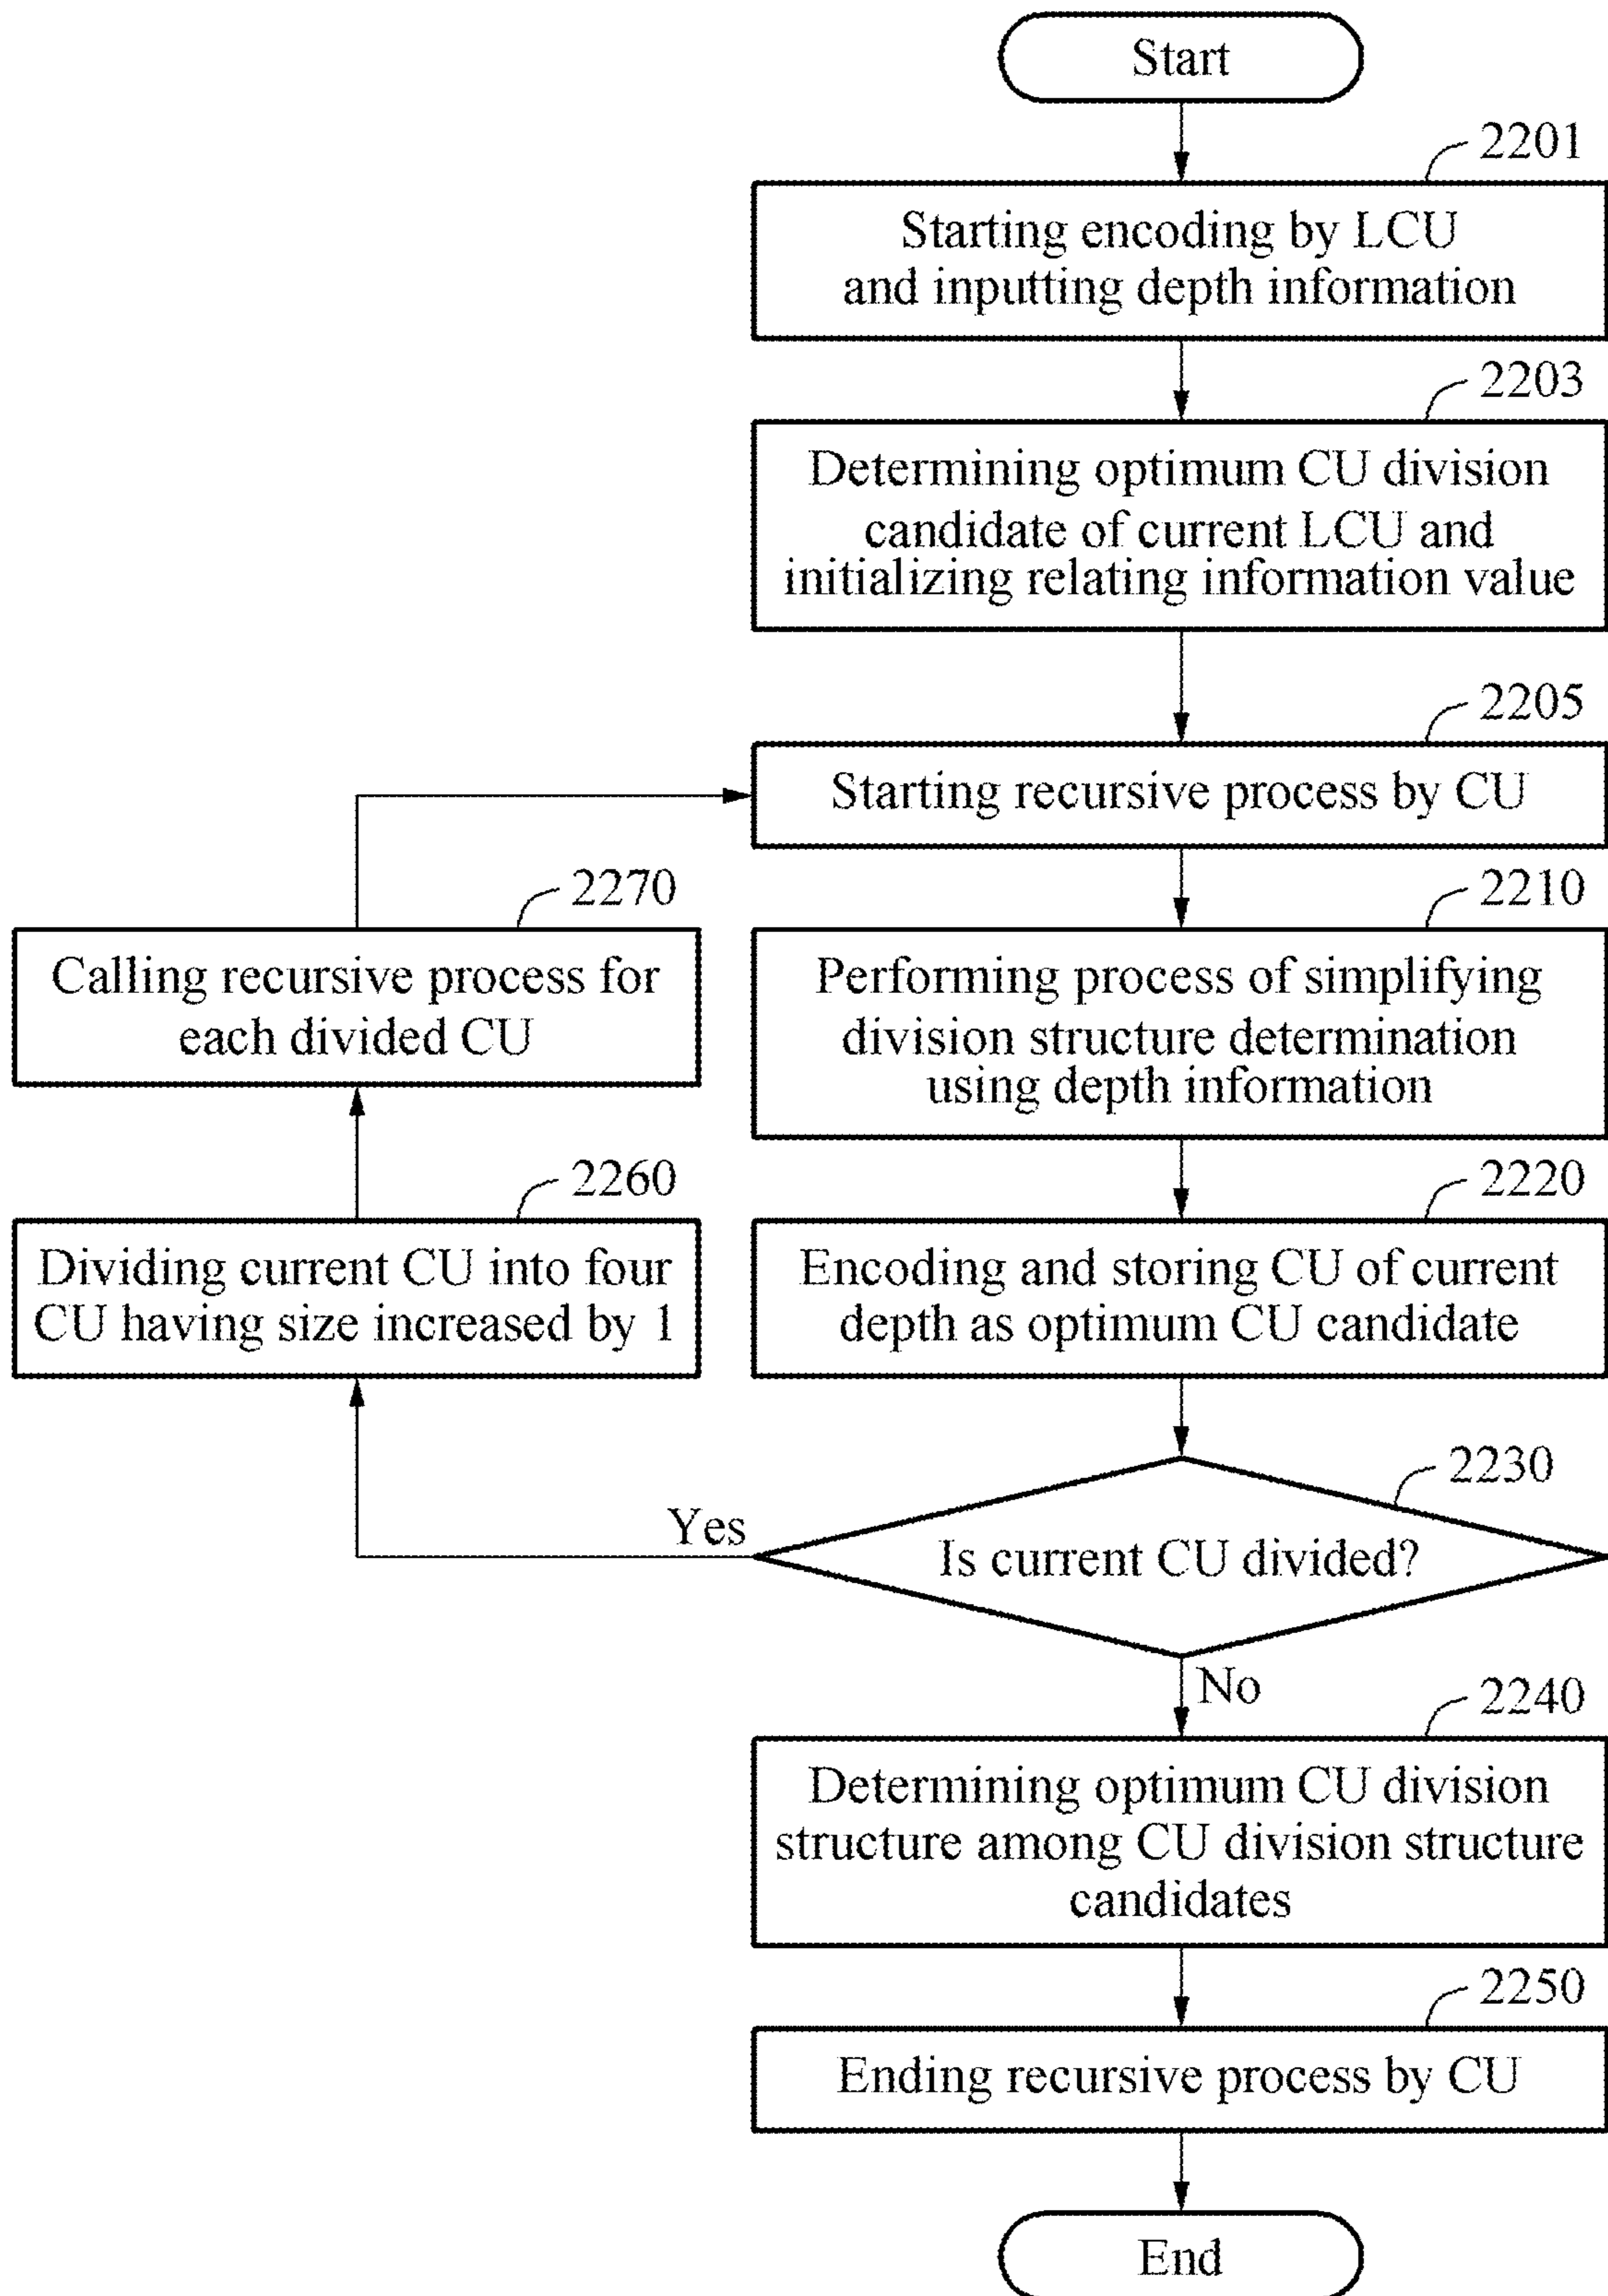 Start
2201
Starting encoding by LCU
and inputting depth information
2203
Determining optimum CU division
candidate of current LCU and
initializing relating information value
2205
Starting recursive process by CU
2270
Calling recursive process for
each divided CU
2210
Performing process of simplifying
division structure determination
using depth information
2260
Dividing current CU into four
CU having size increased by 1
2220
Encoding and storing CU of current
depth as optimum CU candidate
2230
Yes
Is current CU divided?
No
2240
Determining optimum CU division
structure among CU division structure
candidates
2250
Ending recursive process by CU
End